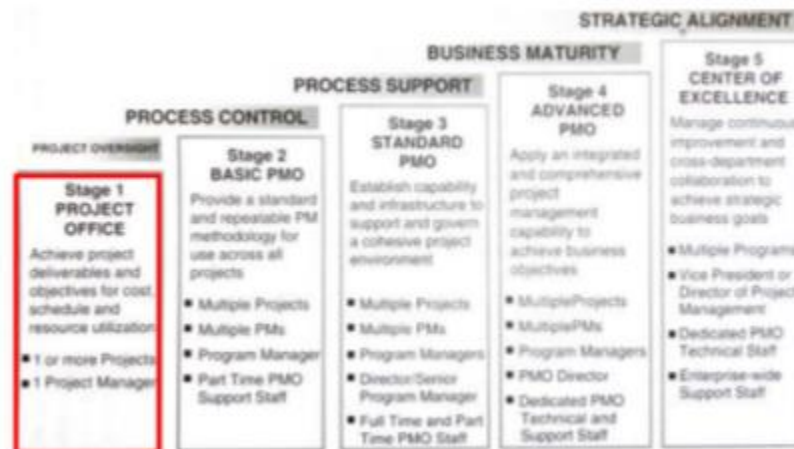 STRATEGIC ALIGNMENT
BUSINESS MATURITY
PROCESS SUPPORT
PROCESS CONTROL
PROJECT OVERSIGHT
Stage 1
PROJECT
OFFICE
Achieve project
deliverables and
objectives for cost,
schedule and
resource utilization
■ 1 or more Projects
■ 1 Project Manager
Stage 2
BASIC PMO
Provide a standard
and repeatable PM
methodology for
use across all
projects
■ Multiple Projects
■ Multiple PMs
■ Program Manager
■ Part Time PMO
Support Staff
Stage 3
STANDARD
PMO
Establish capability
and infrastructure to
support and govern
a cohesive project
environment
■ Multiple Projects
■ Multiple PMs
■ Program Managers
■ Director/Senior
Program Manager
■ Full Time and Part
Time PMO Staff
Stage 4
ADVANCED
PMO
Apply an integrated
and comprehensive
project
management
capability to
achieve business
objectives
■ MultipleProjects
■ MultiplePMs
■ Program Managers
■ PMO Director
■ Dedicated PMO
Technical and
Support Staff
Stage 5
CENTER OF
EXCELLENCE
Manage continuous
improvement and
cross-department
collaboration to
achieve strategic
business goals
■ Multiple Programs
■ Vice President or
Director of Project
Management
■ Dedicated PMO
Technical Staff
■ Enterprise-wide
Support Staff